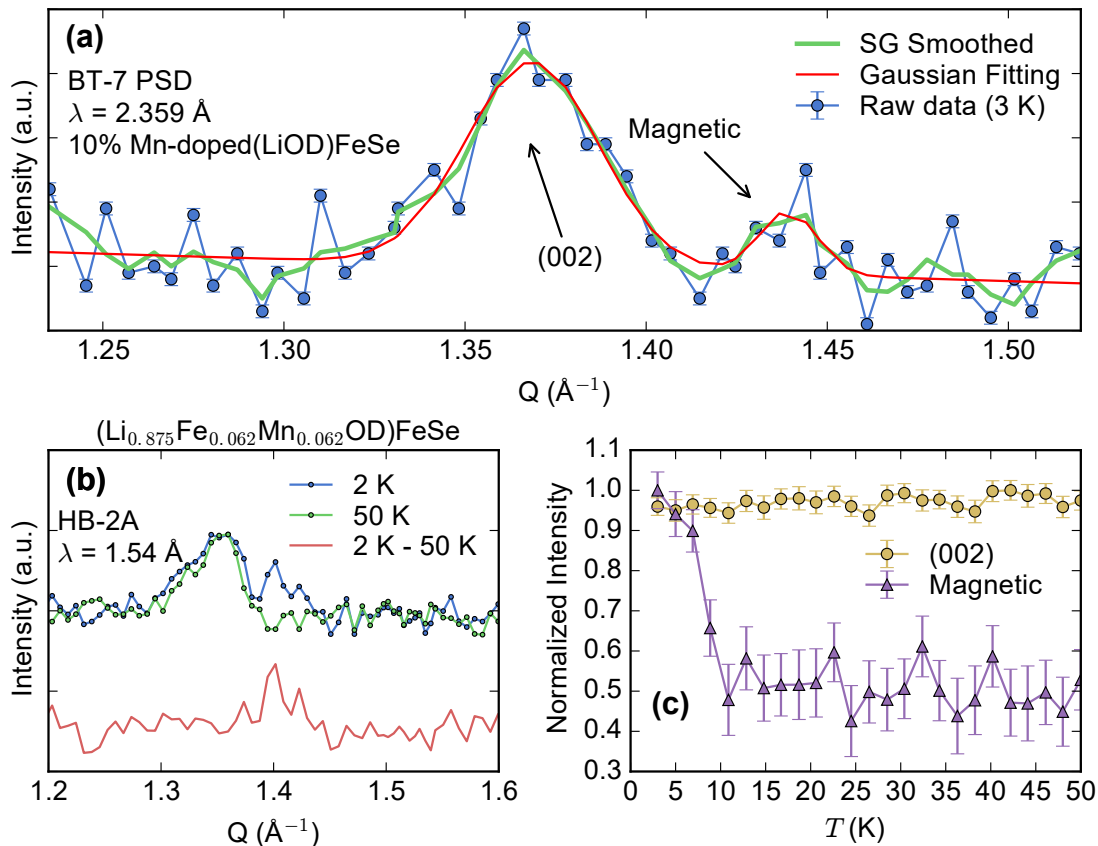 (a)
BT-7 PSD
λ = 2.359 Å
10% Mn-doped(LiOD)FeSe
SG Smoothed
Gaussian Fitting
Raw data (3 K)
Magnetic
(002)
Intensity (a.u.)
1.25 1.30 1.35 1.40 1.45 1.50
Q (Å⁻¹)
(Li₀.₈₇₅Fe₀.₀₆₂Mn₀.₀₆₂OD)FeSe
(b)
HB-2A
λ = 1.54 Å
2 K
50 K
2 K - 50 K
Intensity (a.u.)
1.2 1.3 1.4 1.5 1.6
Q (Å⁻¹)
1.1
1.0
0.9
0.8
0.7
0.6
0.5
0.4
0.3
Normalized Intensity
(002)
Magnetic
(c)
0 5 10 15 20 25 30 35 40 45 50
T (K)